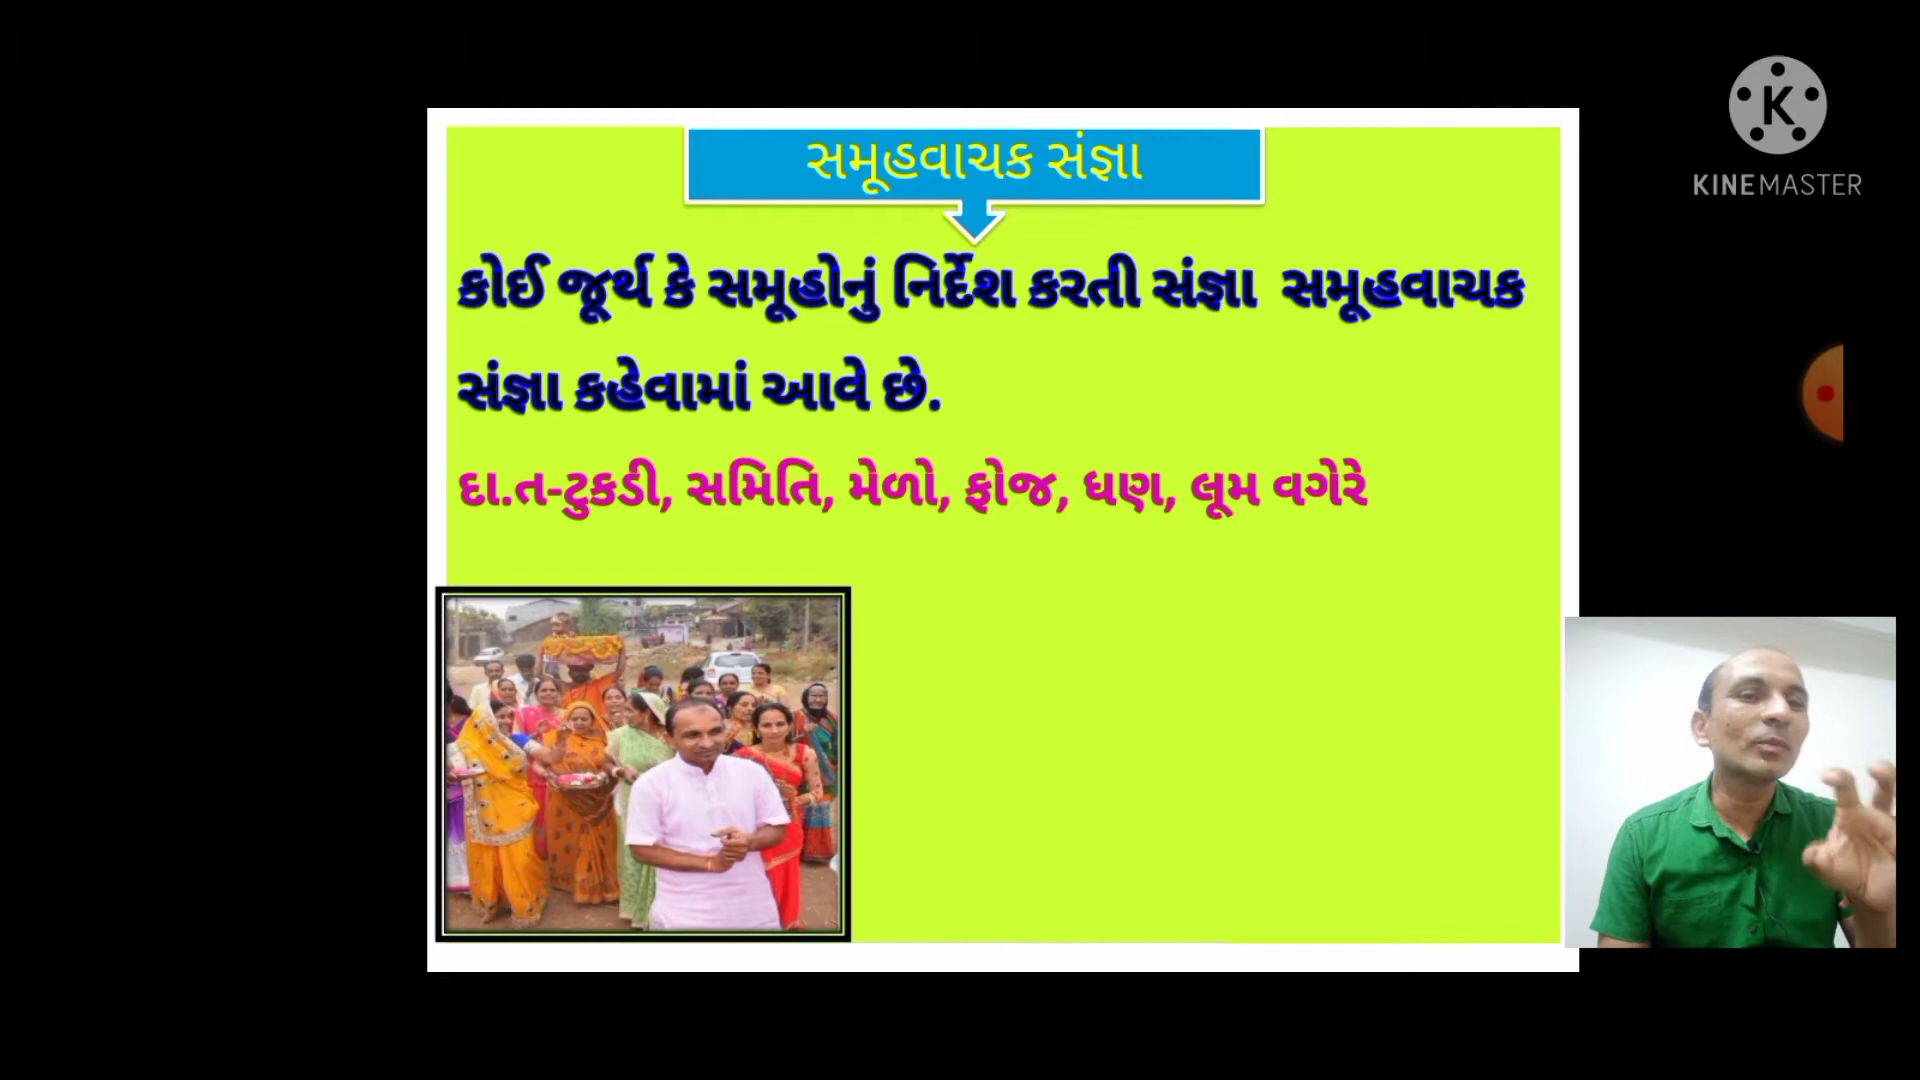 સમૂહવાચક સંજ્ઞા
કોઈ જૂર્થ કે સમૂહોનું નિર્દેશ કરતી સંજ્ઞા સમૂહવાચક
સંજ્ઞા કહેવામાં આવે છે.
દા.ત-ટુકડી, સમિતિ, મેળો, ફોજ, ધણ, લૂમ વગેરે
K
KINEMASTER